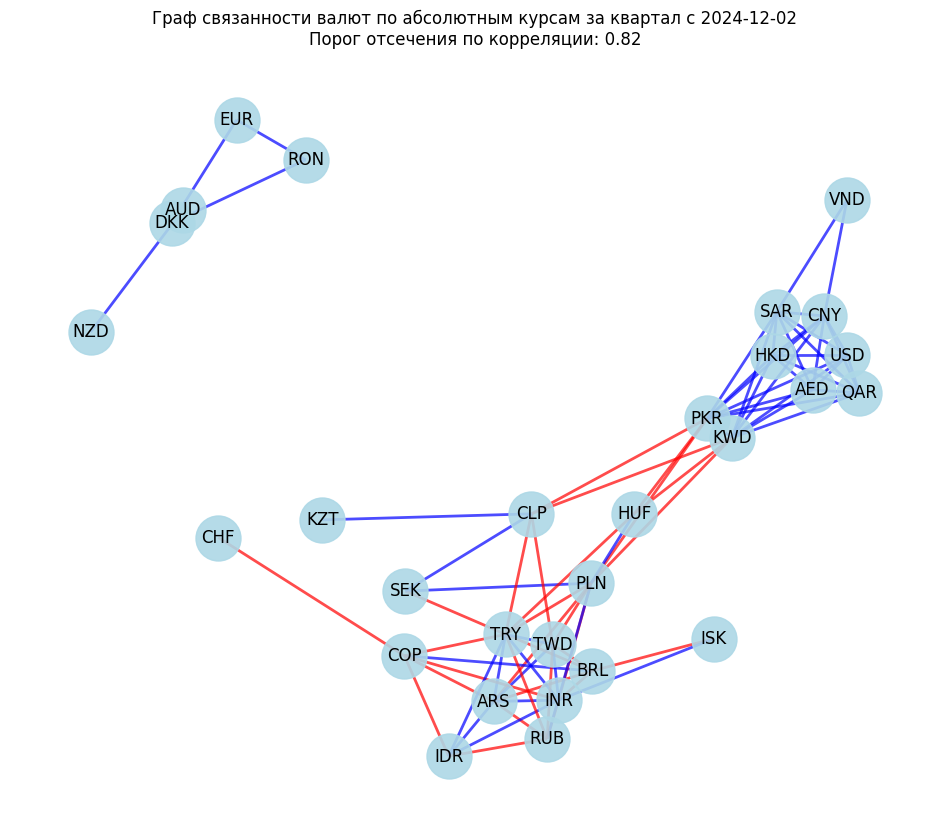 Граф связанности валют по абсолютным курсам за квартал с 2024-12-02
Порог отсечения по корреляции: 0.82
EUR
RON
VND
AUD
DKK
SAR
CNY
NZD
HKD
USD
AED
QAR
PKR
KWD
CLP
HUF
KZT
CHF
PLN
SEK
TRY
ISK
TWD
COP
BRL
INR
ARS
RUB
IDR